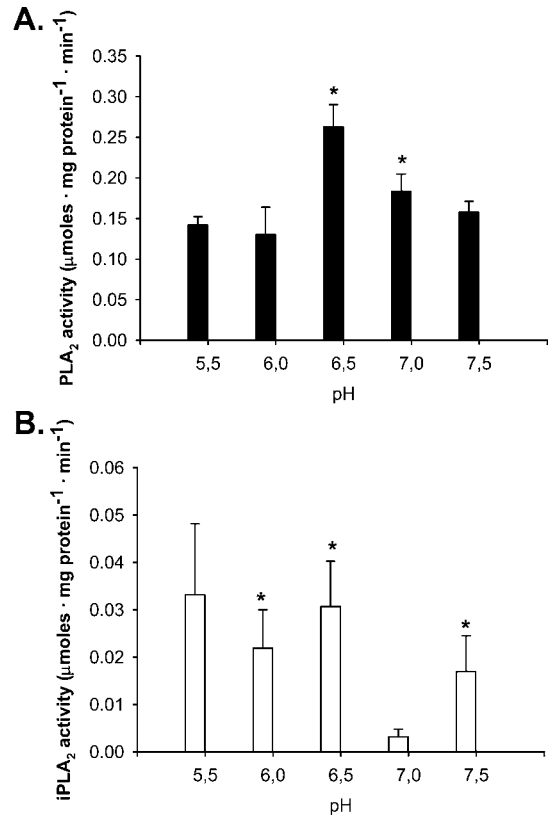 A.
PLA₂ activity (μmoles · mg protein⁻¹ · min⁻¹)
0.35
0.30
0.25
0.20
0.15
0.10
0.05
0.00
*
*
5,5 6,0 6,5 7,0 7,5
pH
B.
iPLA₂ activity (μmoles · mg protein⁻¹ · min⁻¹)
0.06
0.05
0.04
0.03
0.02
0.01
0.00
*
*
*
5,5 6,0 6,5 7,0 7,5
pH